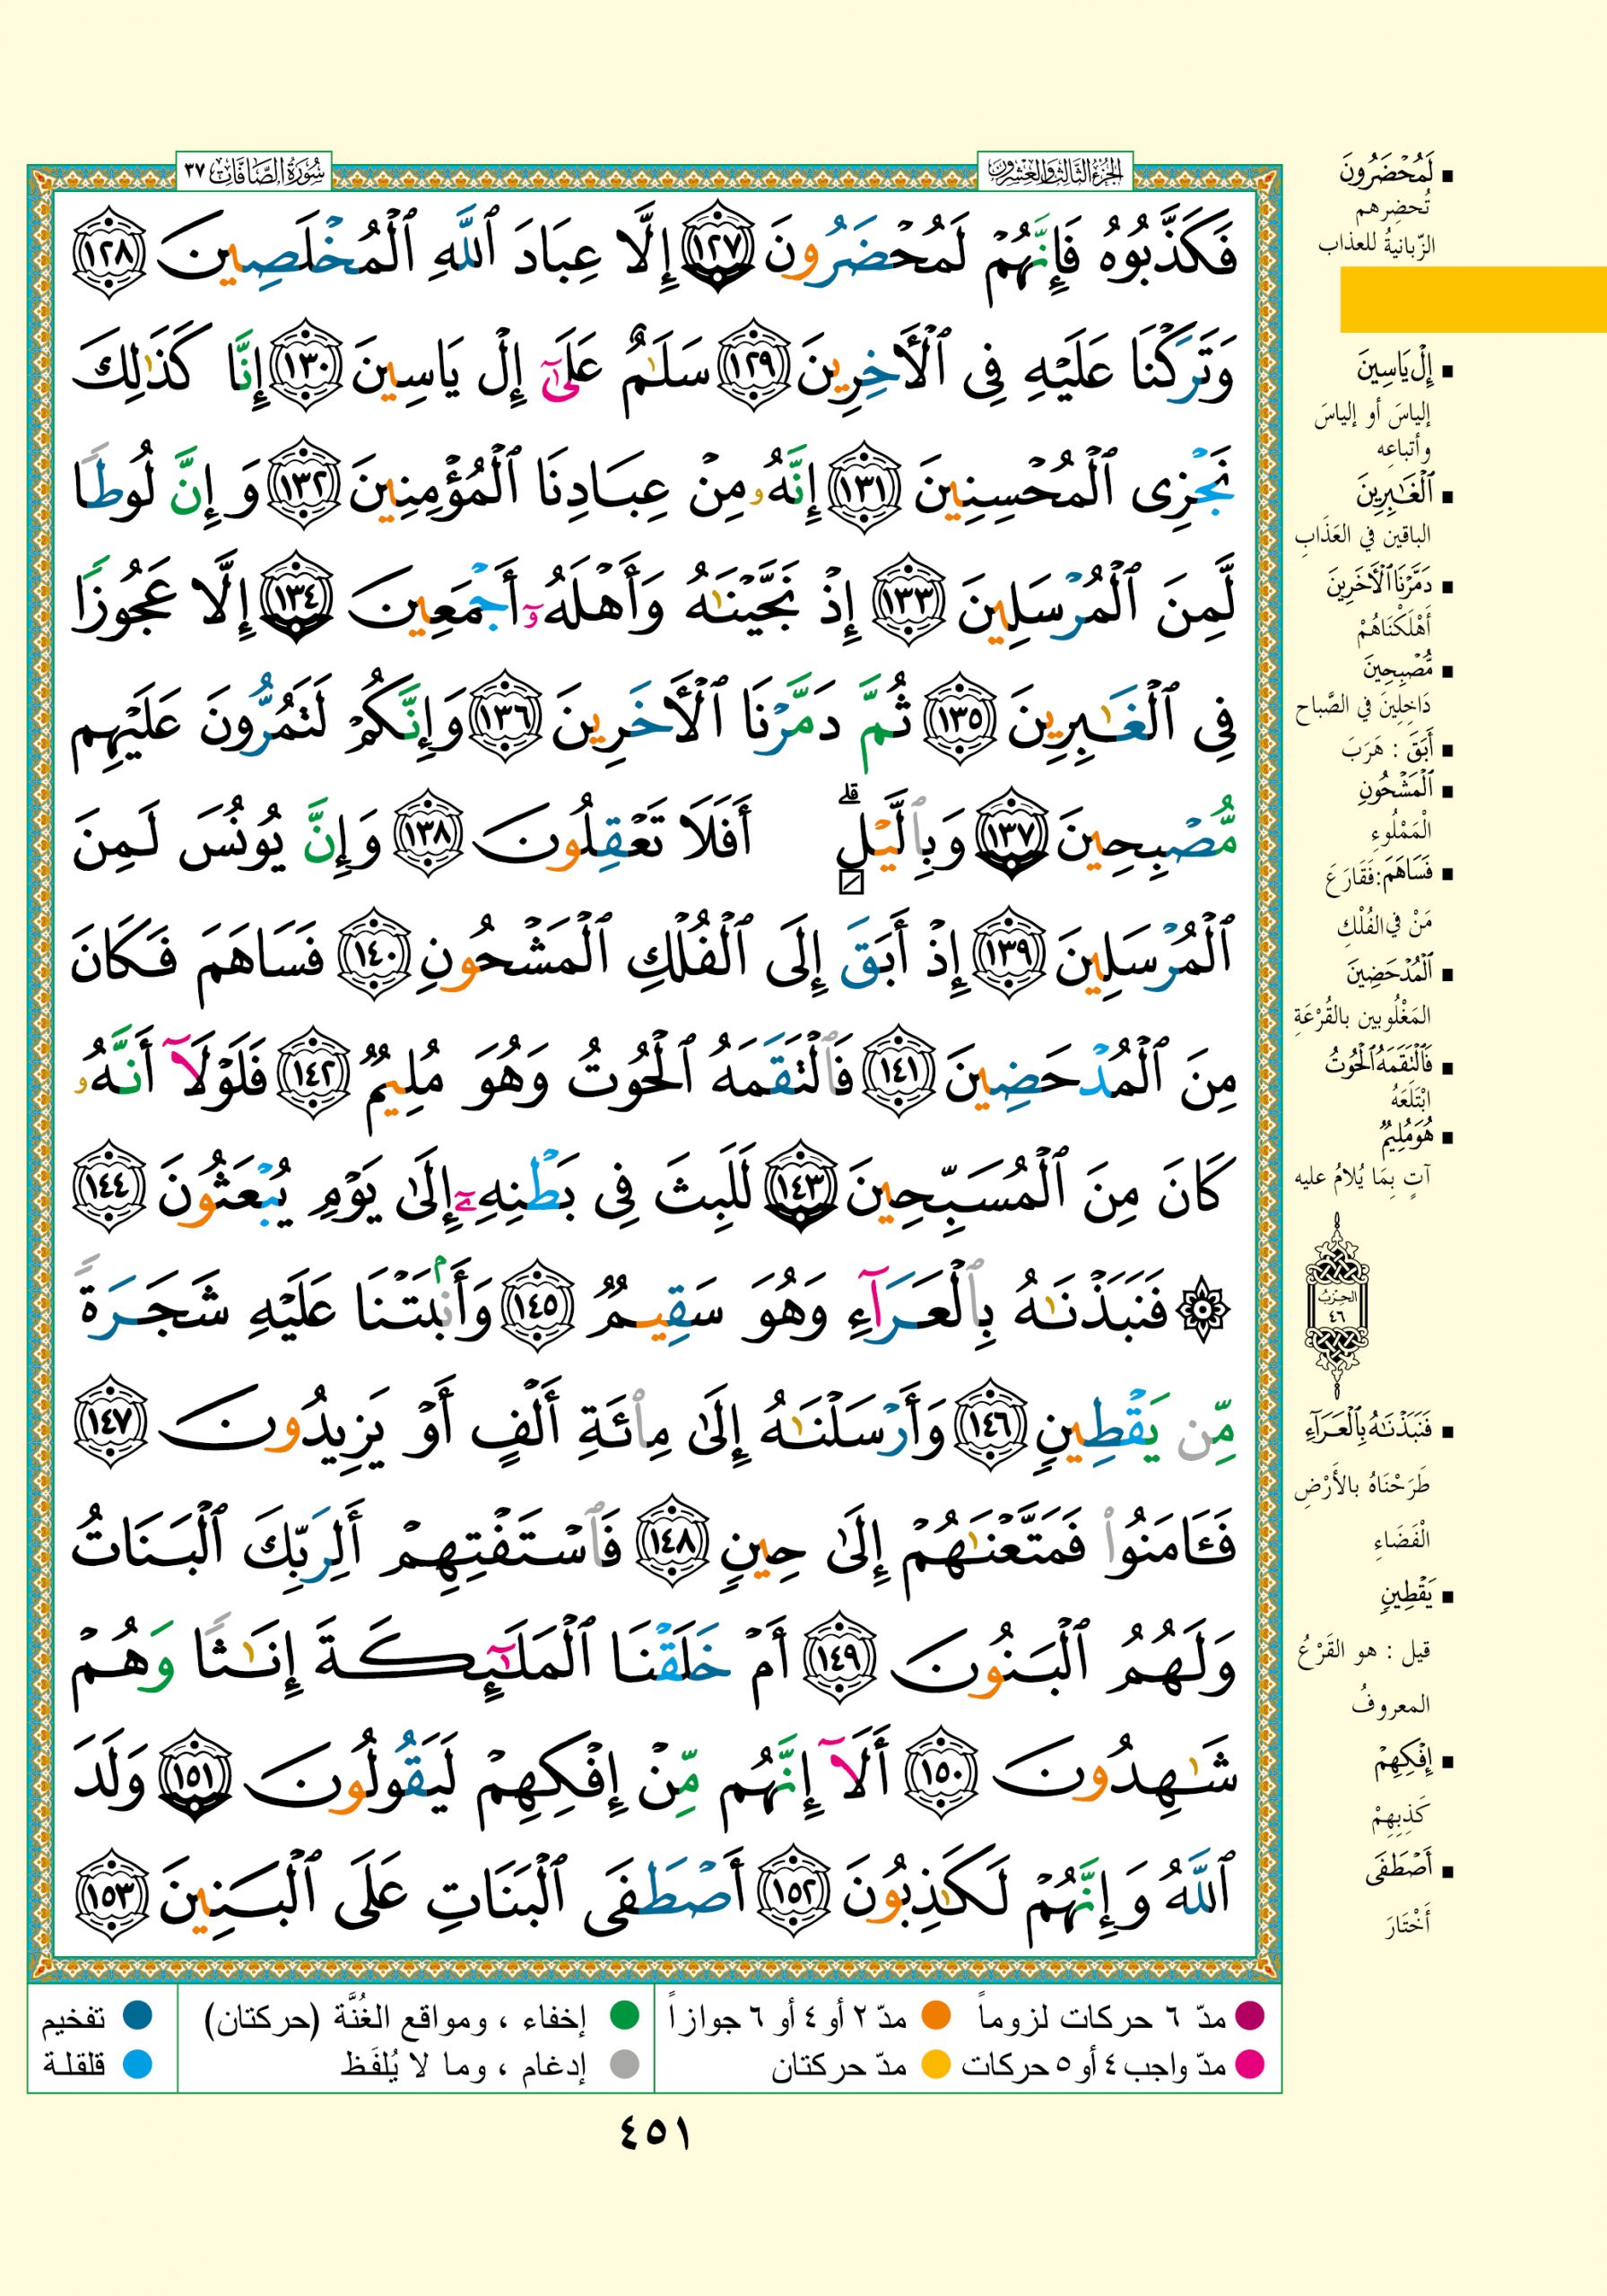 سُورَةُ الصَّافَّات ٣٧
الجُزءُ الثَّالِثُ وَالعِشْرُون
فَكَذَّبُوهُ فَإِنَّهُمْ لَمُحْضَرُونَ ١٢٧ إِلَّا عِبَادَ ٱللَّهِ ٱلْمُخْلَصِينَ ١٢٨
وَتَرَكْنَا عَلَيْهِ فِى ٱلْأَخِرِينَ ١٢٩ سَلَٰمٌ عَلَىٰٓ إِلْ يَاسِينَ ١٣٠ إِنَّا كَذَٰلِكَ
نَجْزِى ٱلْمُحْسِنِينَ ١٣١ إِنَّهُۥ مِنْ عِبَادِنَا ٱلْمُؤْمِنِينَ ١٣٢ وَإِنَّ لُوطًا
لَّمِنَ ٱلْمُرْسَلِينَ ١٣٣ إِذْ نَجَّيْنَٰهُ وَأَهْلَهُۥٓ أَجْمَعِينَ ١٣٤ إِلَّا عَجُوزًا
فِى ٱلْغَٰبِرِينَ ١٣٥ ثُمَّ دَمَّرْنَا ٱلْأَخَرِينَ ١٣٦ وَإِنَّكُمْ لَتَمُرُّونَ عَلَيْهِم
مُّصْبِحِينَ ١٣٧ وَبِٱلَّيْلِ ۗ أَفَلَا تَعْقِلُونَ ١٣٨ وَإِنَّ يُونُسَ لَمِنَ
ٱلْمُرْسَلِينَ ١٣٩ إِذْ أَبَقَ إِلَى ٱلْفُلْكِ ٱلْمَشْحُونِ ١٤٠ فَسَاهَمَ فَكَانَ
مِنَ ٱلْمُدْحَضِينَ ١٤١ فَٱلْتَقَمَهُ ٱلْحُوتُ وَهُوَ مُلِيمٌ ١٤٢ فَلَوْلَآ أَنَّهُۥ
كَانَ مِنَ ٱلْمُسَبِّحِينَ ١٤٣ لَلَبِثَ فِى بَطْنِهِۦٓ إِلَىٰ يَوْمِ يُبْعَثُونَ ١٤٤
۞ فَنَبَذْنَٰهُ بِٱلْعَرَآءِ وَهُوَ سَقِيمٌ ١٤٥ وَأَنۢبَتْنَا عَلَيْهِ شَجَرَةً
مِّن يَقْطِينٍ ١٤٦ وَأَرْسَلْنَٰهُ إِلَىٰ مِا۟ئَةِ أَلْفٍ أَوْ يَزِيدُونَ ١٤٧
فَـَٔامَنُوا۟ فَمَتَّعْنَٰهُمْ إِلَىٰ حِينٍ ١٤٨ فَٱسْتَفْتِهِمْ أَلِرَبِّكَ ٱلْبَنَاتُ
وَلَهُمُ ٱلْبَنُونَ ١٤٩ أَمْ خَلَقْنَا ٱلْمَلَٰٓئِكَةَ إِنَٰثًا وَهُمْ
شَٰهِدُونَ ١٥٠ أَلَآ إِنَّهُم مِّنْ إِفْكِهِمْ لَيَقُولُونَ ١٥١ وَلَدَ
ٱللَّهُ وَإِنَّهُمْ لَكَٰذِبُونَ ١٥٢ أَصْطَفَى ٱلْبَنَاتِ عَلَى ٱلْبَنِينَ ١٥٣
لَمُحْضَرُونَ
تُحضِرهم
الزّبانيةُ للعذاب
إِلْ يَاسِينَ
إلياسَ أو إلياسَ
وأتباعِه
ٱلْغَٰبِرِينَ
الباقين في العَذَابِ
دَمَّرْنَا ٱلْأَخَرِينَ
أَهْلَكْنَاهُمْ
مُّصْبِحِينَ
دَاخِلِينَ في الصَّباح
أَبَقَ : هَرَبَ
ٱلْمَشْحُونِ
الْمَمْلُوءِ
فَسَاهَمَ : فَقَارَعَ
مَنْ في الفُلْكِ
ٱلْمُدْحَضِينَ
المَغْلُوبين بالقُرْعَةِ
فَٱلْتَقَمَهُ ٱلْحُوتُ
ابْتَلَعَهُ
هُوَ مُلِيمٌ
آتٍ بِمَا يُلامُ عليه
الحِزْبُ
٤٦
فَنَبَذْنَٰهُ بِٱلْعَرَآءِ
طَرَحْنَاهُ بالأَرْضِ
الْفَضَاءِ
يَقْطِينٍ
قيل : هو القَرْعُ
المعروفُ
إِفْكِهِمْ
كَذِبِهِمْ
أَصْطَفَى
أَخْتَارَ
مدّ ٦ حركات لزوماً مدّ ٢ أو ٤ أو ٦ جوازاً إخفاء ، ومواقع الغُنَّة (حركتان) تفخيم
مدّ واجب ٤ أو ٥ حركات مدّ حركتان إدغام ، وما لا يُلفَظ قلقلة
٤٥١